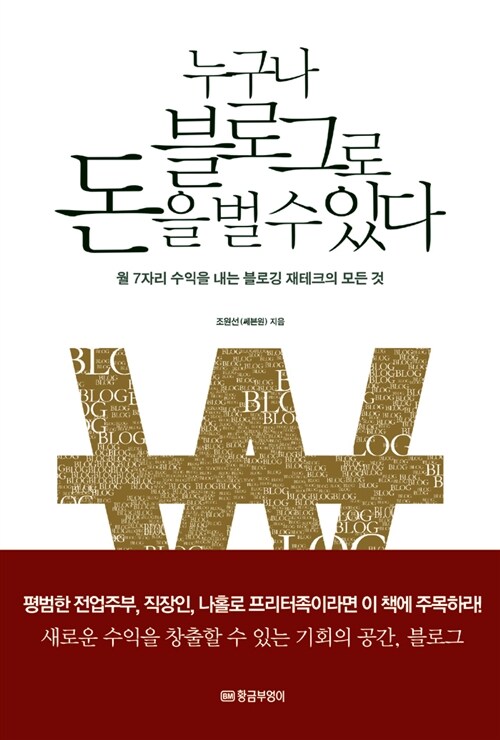 누구나
블로그로
돈을 벌 수 있다
월 7자리 수익을 내는 블로깅 재테크의 모든 것
조원선(쎄븐원) 지음
BLOG
평범한 전업주부, 직장인, 나홀로 프리터족이라면 이 책에 주목하라!
새로운 수익을 창출할 수 있는 기회의 공간, 블로그
BM 황금부엉이